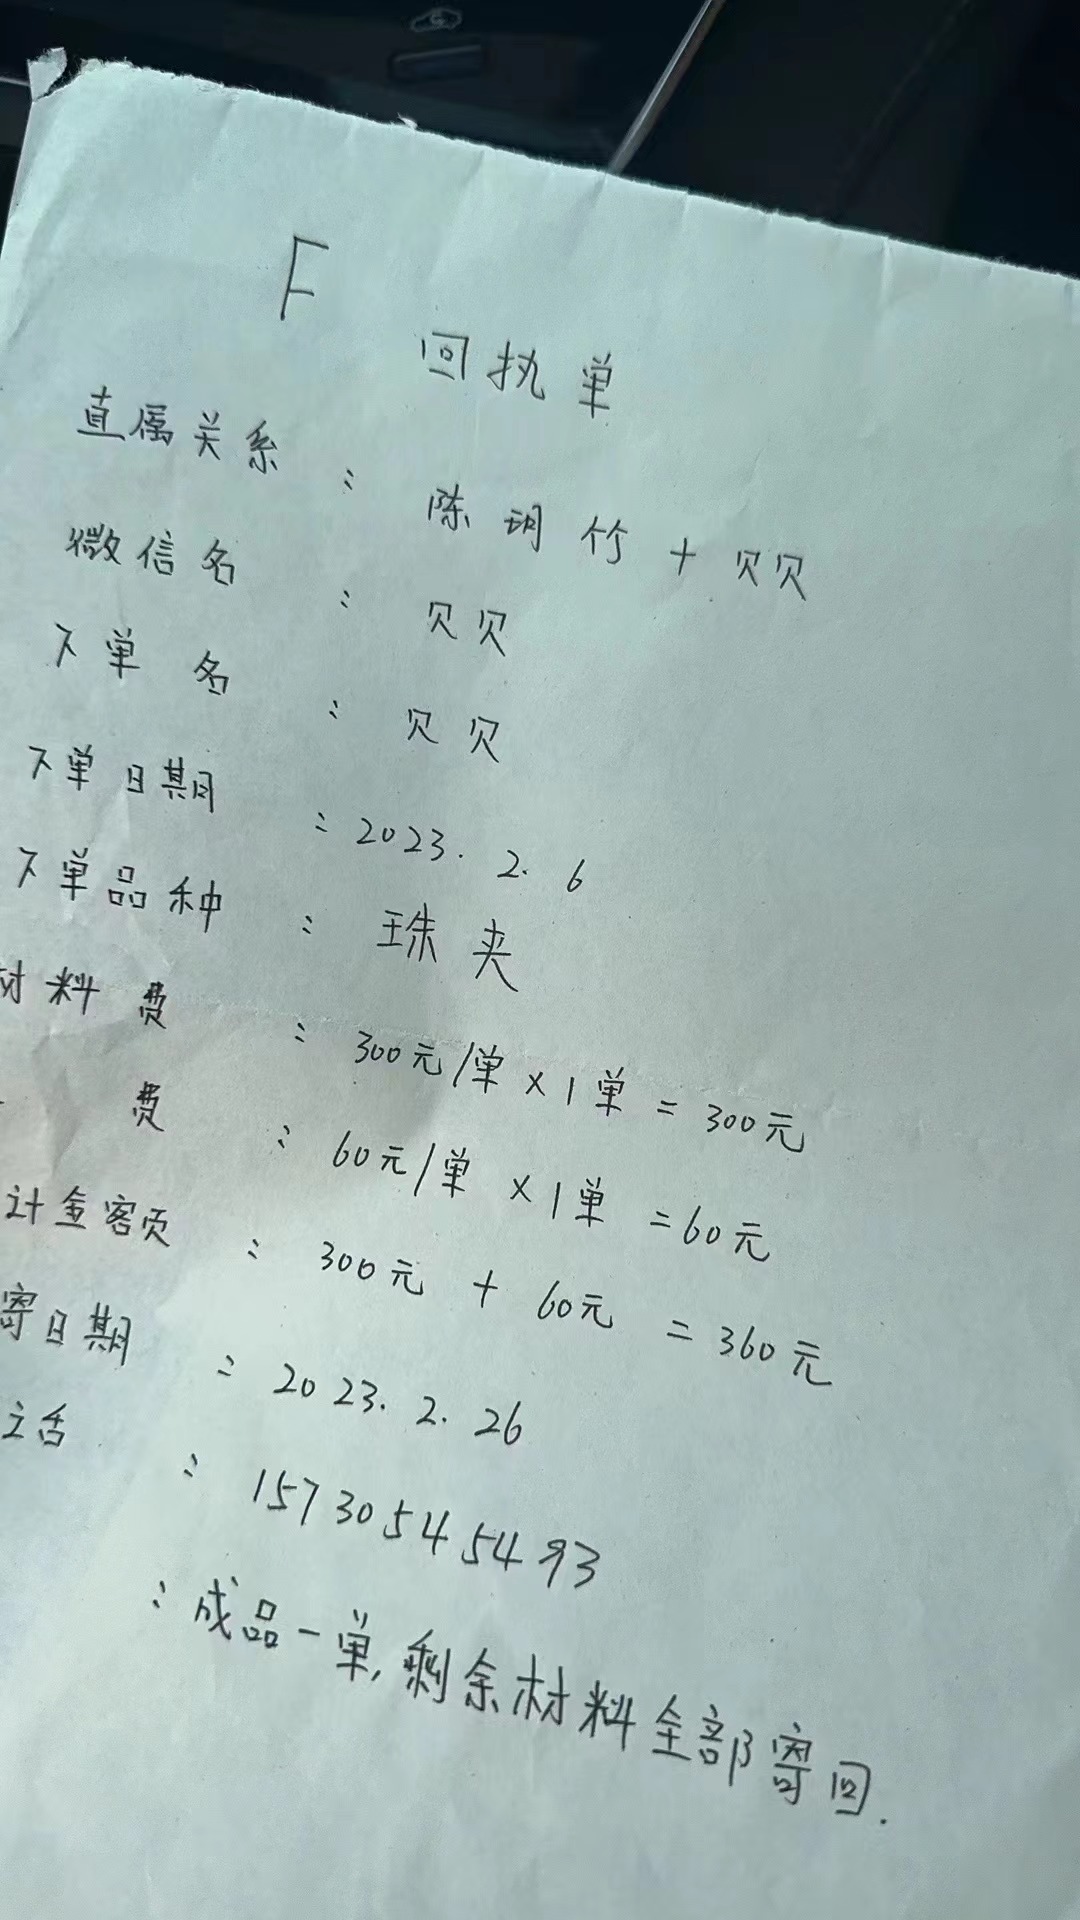 F
回执单
直属关系：陈玥竹+贝贝
微信名：贝贝
下单名：贝贝
下单日期：2023.2.6
下单品种：珠夹
材料费：300元/单×1单=300元
费：60元/单×1单=60元
计金额：300元+60元=360元
寄日期：2023.2.26
：15730545493
：成品一单，剩余材料全部寄回.